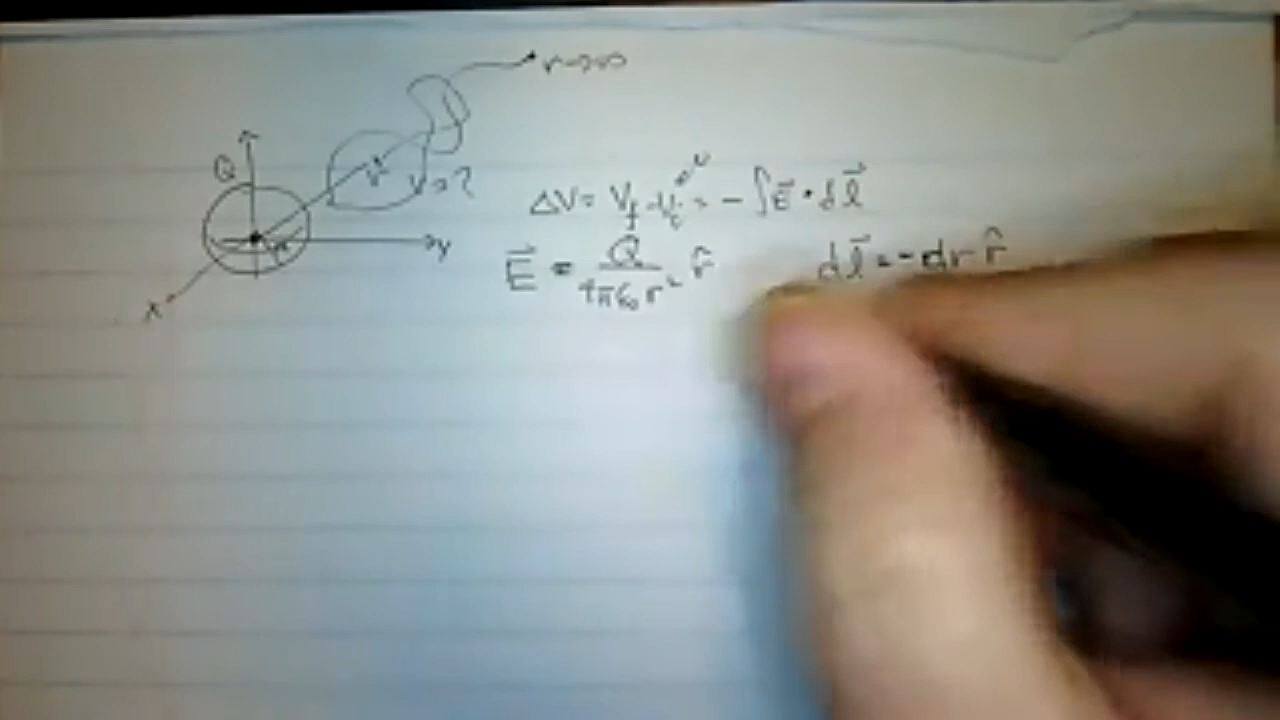 r→∞
Q
V=?
r
R
y
x
ΔV = V_f - V_i = - ∫E⃗ · dl⃗
E⃗ = Q / 4πε₀r² r̂
dl⃗ = -dr r̂